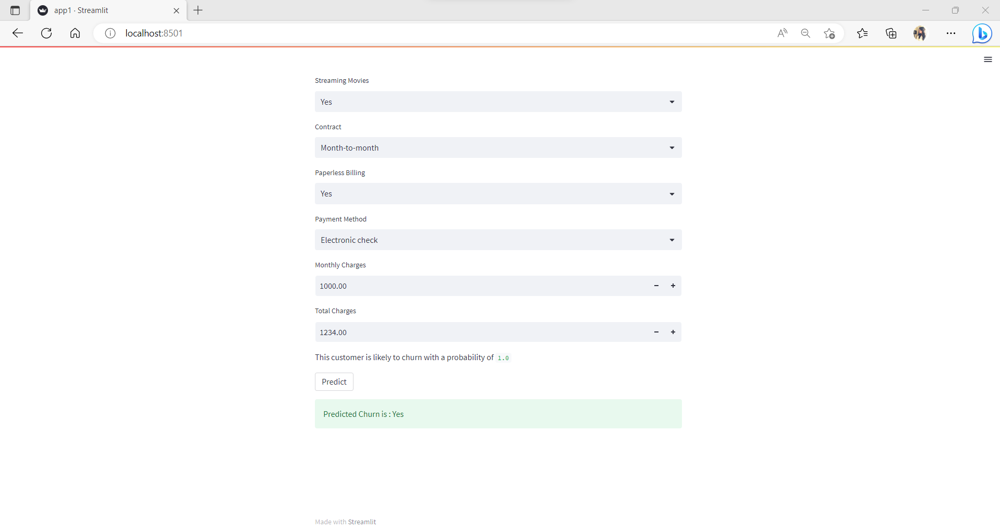 app1 · Streamlit
localhost:8501
Streaming Movies
Yes
Contract
Month-to-month
Paperless Billing
Yes
Payment Method
Electronic check
Monthly Charges
1000.00
Total Charges
1234.00
This customer is likely to churn with a probability of 1.0
Predict
Predicted Churn is : Yes
Made with Streamlit